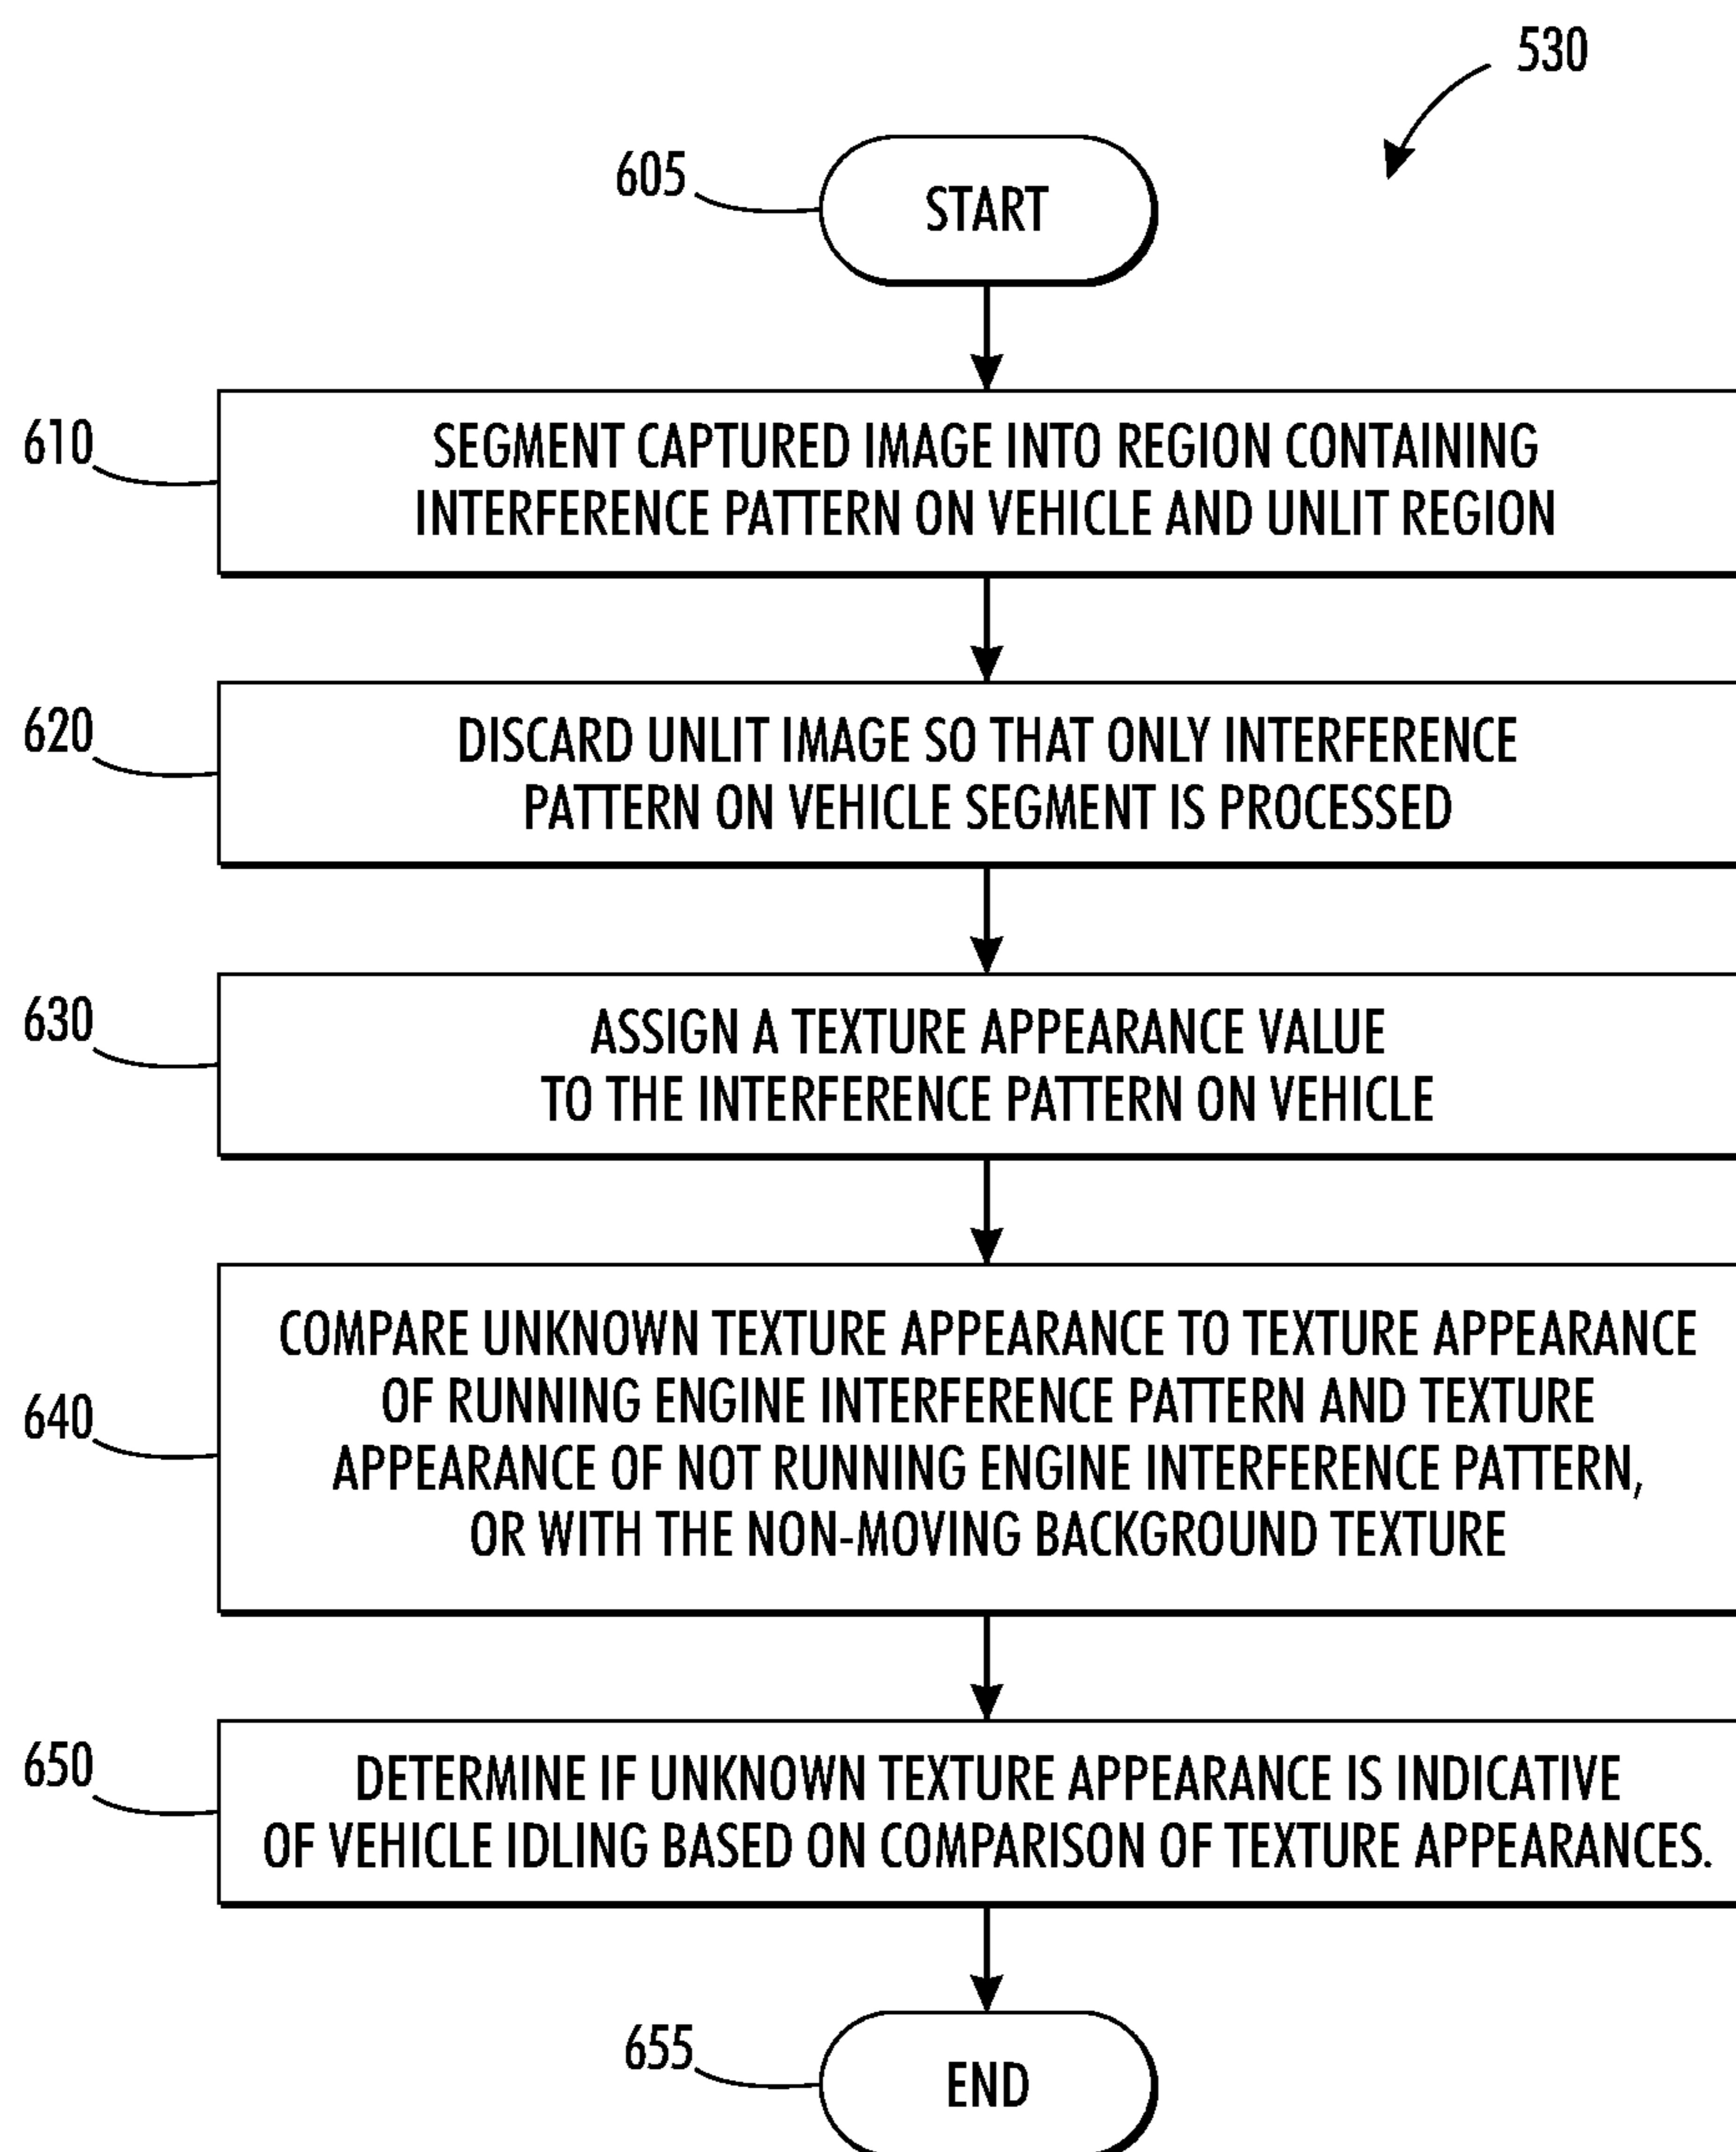 530
605
START
610
SEGMENT CAPTURED IMAGE INTO REGION CONTAINING
INTERFERENCE PATTERN ON VEHICLE AND UNLIT REGION
620
DISCARD UNLIT IMAGE SO THAT ONLY INTERFERENCE
PATTERN ON VEHICLE SEGMENT IS PROCESSED
630
ASSIGN A TEXTURE APPEARANCE VALUE
TO THE INTERFERENCE PATTERN ON VEHICLE
640
COMPARE UNKNOWN TEXTURE APPEARANCE TO TEXTURE APPEARANCE
OF RUNNING ENGINE INTERFERENCE PATTERN AND TEXTURE
APPEARANCE OF NOT RUNNING ENGINE INTERFERENCE PATTERN,
OR WITH THE NON-MOVING BACKGROUND TEXTURE
650
DETERMINE IF UNKNOWN TEXTURE APPEARANCE IS INDICATIVE
OF VEHICLE IDLING BASED ON COMPARISON OF TEXTURE APPEARANCES.
655
END